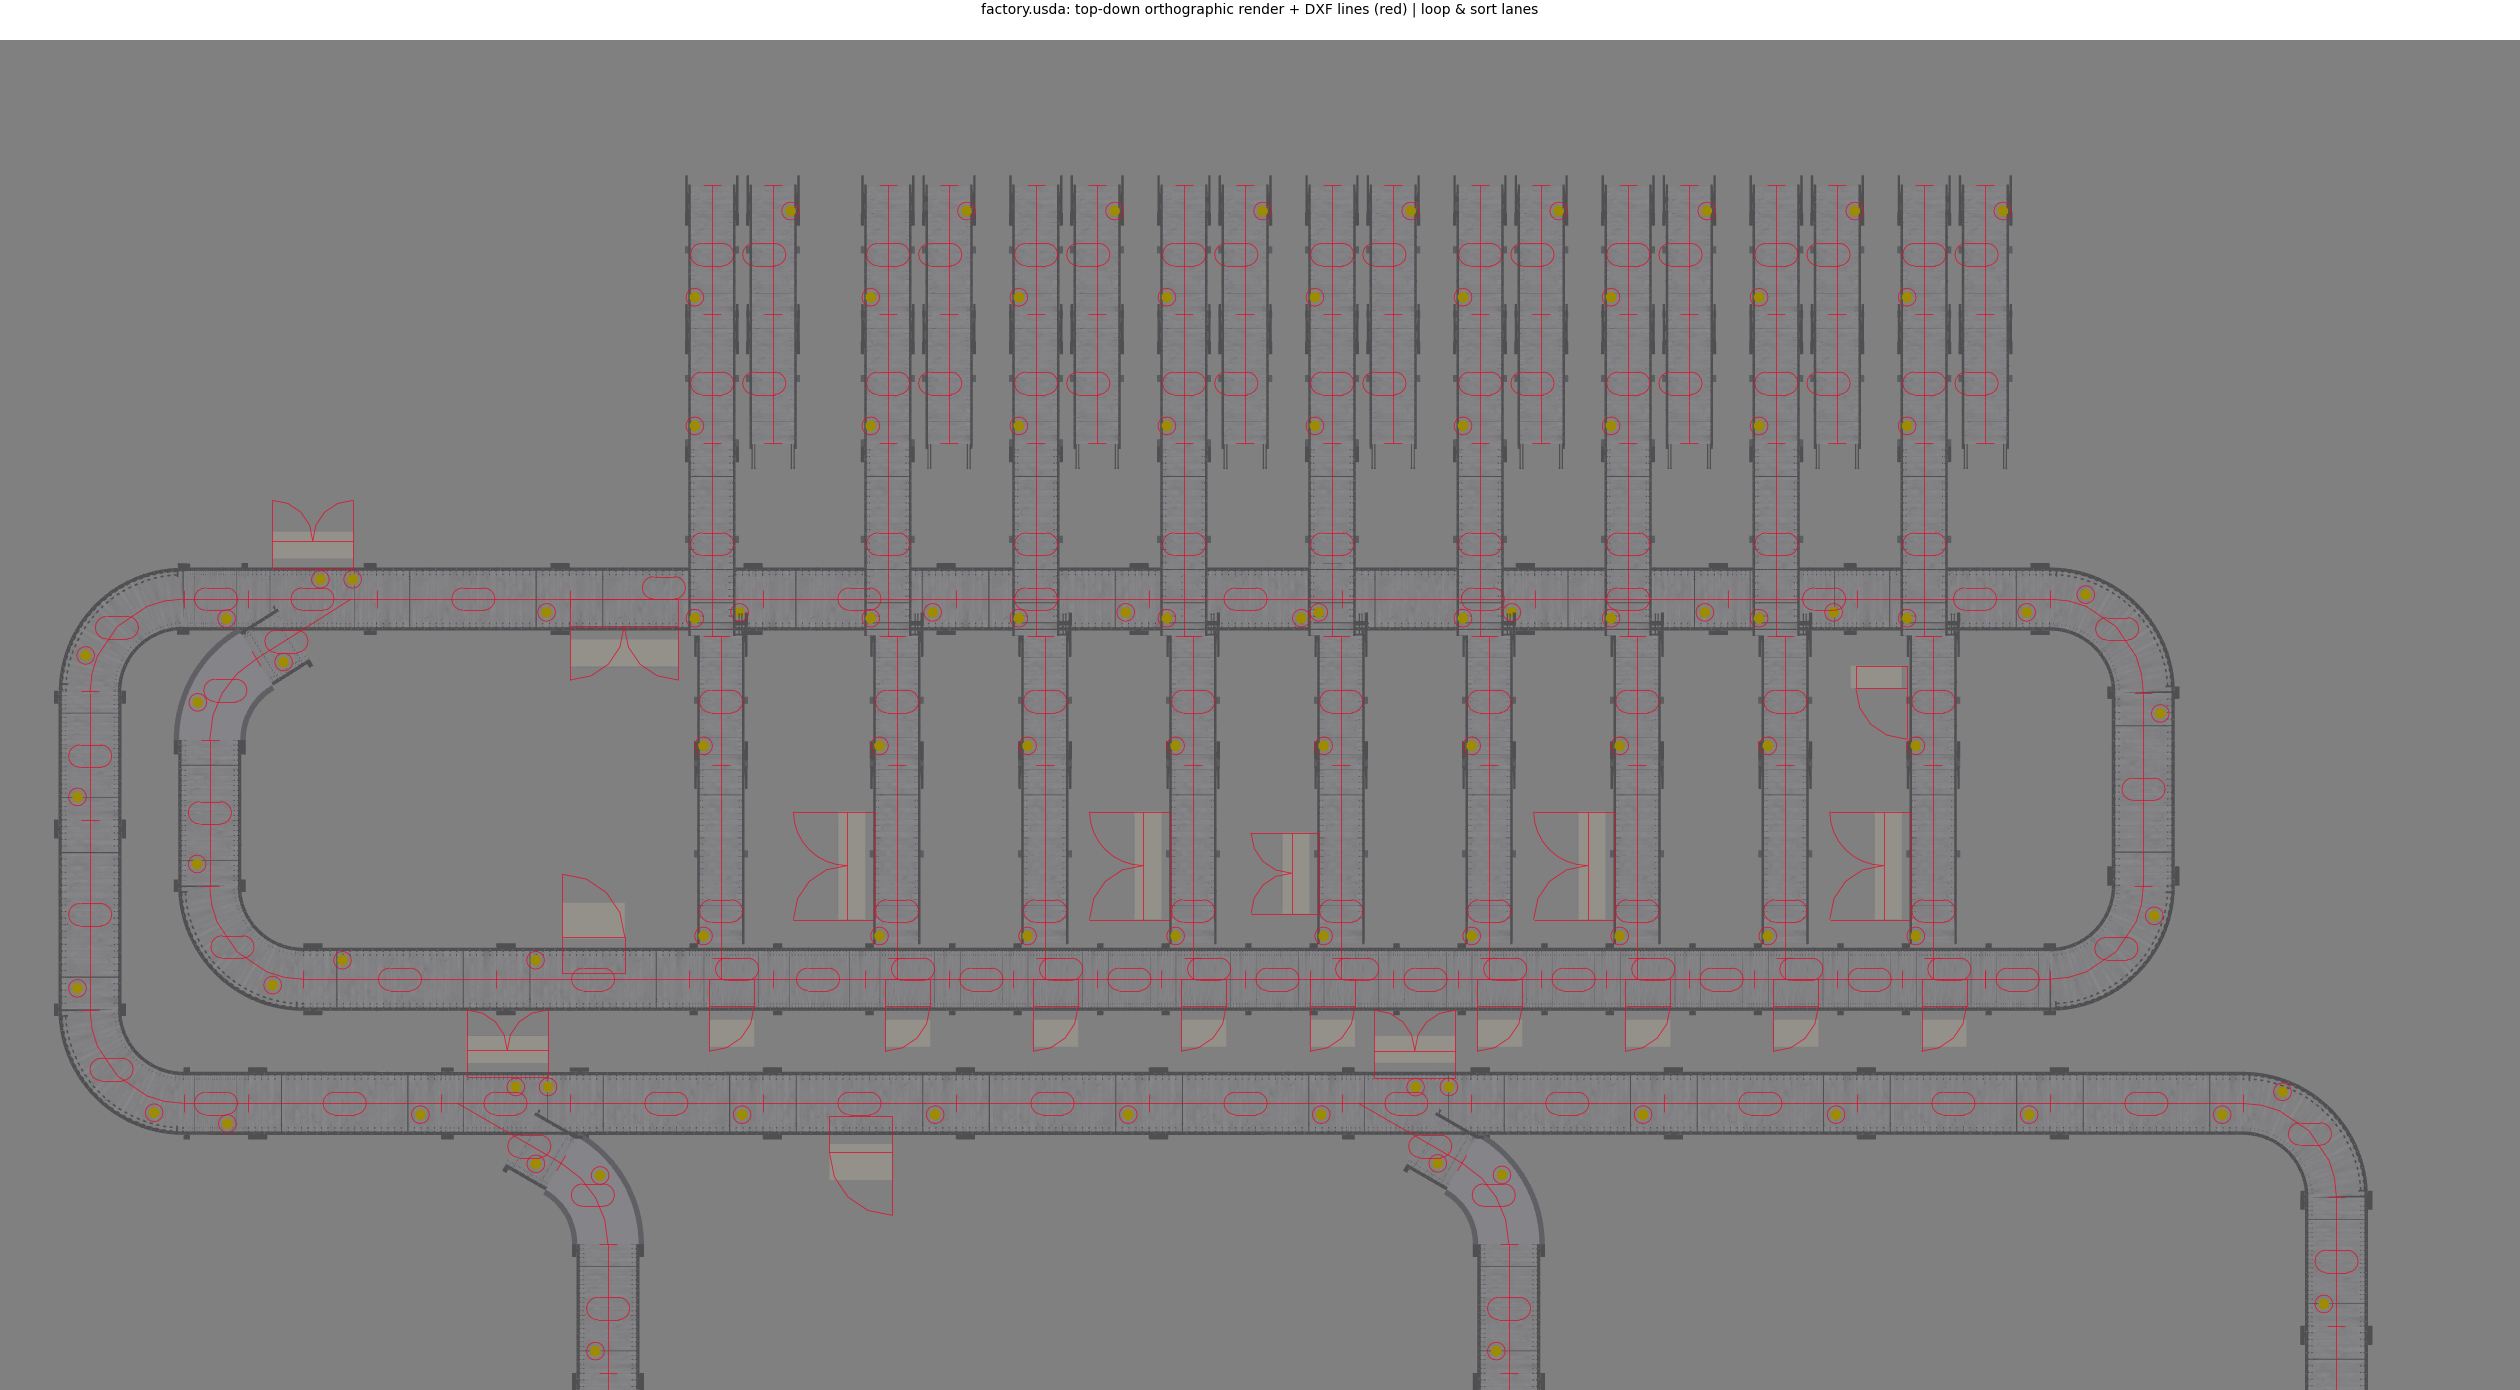 factory.usda: top-down orthographic render + DXF lines (red) | loop & sort lanes